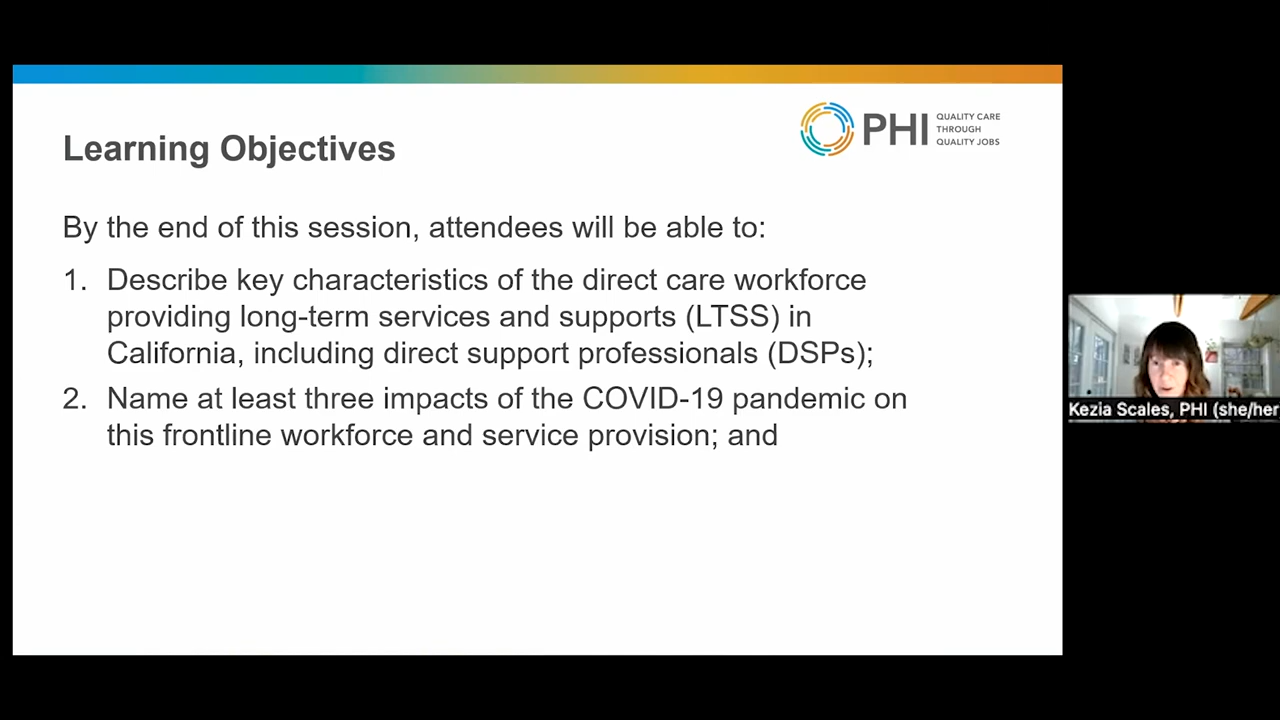 Learning Objectives
PHI
QUALITY CARE
THROUGH
QUALITY JOBS
By the end of this session, attendees will be able to:
1. Describe key characteristics of the direct care workforce
providing long-term services and supports (LTSS) in
California, including direct support professionals (DSPs);
2. Name at least three impacts of the COVID-19 pandemic on
this frontline workforce and service provision; and
Kezia Scales, PHI (she/her